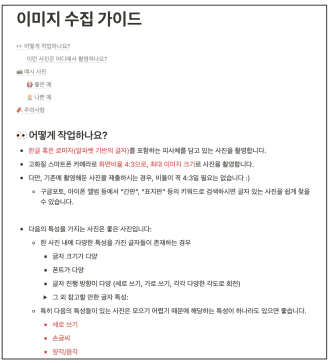 이미지 수집 가이드
👀 어떻게 작업하나요?
이런 사진은 어디에서 촬영하나요?
📷 예시 사진
좋은 예
나쁜 예
📌 주의사항
👀 어떻게 작업하나요?
• 한글 혹은 로마자(알파벳 기반의 글자)를 포함하는 피사체를 담고 있는 사진을 촬영합니다.
• 고화질 스마트폰 카메라로 화면비율 4:3으로, 최대 이미지 크기로 사진을 촬영합니다.
• 다만, 기존에 촬영해둔 사진을 제출하시는 경우, 비율이 꼭 4:3일 필요는 없습니다 :)
◦ 구글포토, 아이폰 앨범 등에서 "간판", "표지판" 등의 키워드로 검색하시면 글자 있는 사진을 쉽게 찾을
수 있습니다.
• 다음의 특성을 가지는 사진은 좋은 사진입니다:
◦ 한 사진 내에 다양한 특성을 가진 글자들이 존재하는 경우
▪ 글자 크기가 다양
▪ 폰트가 다양
▪ 글자 진행 방향이 다양 (세로 쓰기, 가로 쓰기, 각각 다양한 각도로 회전)
▶ 그 외 참고할 만한 글자 특성:
◦ 특히 다음의 특성들이 있는 사진은 모으기 어렵기 때문에 해당하는 특성이 하나라도 있으면 좋습니다.
▪ 세로 쓰기
▪ 손글씨
▪ 양각/음각